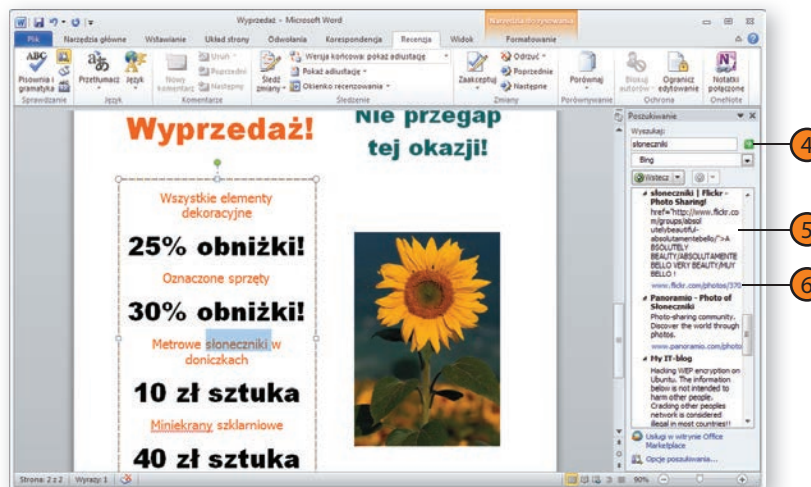 Wyprzedaż - Microsoft Word
Narzędzia do rysowania
Plik Narzędzia główne Wstawianie Układ strony Odwołania Korespondencja Recenzja Widok Formatowanie
Pisownia i gramatyka
Sprawdzanie
Przetłumacz Język
Język
Nowy komentarz
Usuń
Poprzedni
Następny
Komentarze
Śledź zmiany
Wersja końcowa: pokaż adiustację
Pokaż adiustację
Okienko recenzowania
Śledzenie
Zaakceptuj
Odrzuć
Poprzednie
Następne
Zmiany
Porównaj
Porównywanie
Blokuj autorów
Ogranicz edytowanie
Ochrona
Notatki połączone
OneNote
Wyprzedaż!
Nie przegap
tej okazji!
Wszystkie elementy
dekoracyjne
25% obniżki!
Oznaczone sprzęty
30% obniżki!
Metrowe słoneczniki w
doniczkach
10 zł sztuka
Miniekrany szklarniowe
40 zł sztuka
Poszukiwanie
Wyszukaj:
słoneczniki
Bing
Wstecz
słoneczniki | Flickr -
Photo Sharing!
href="http://www.flickr.co
m/groups/absol
utelybeautiful-
absolutamentebello/">A
BSOLUTELY
BEAUTY/ABSOLUTAMENTE
BELLO VERY BEAUTY/MUY
BELLO !
www.flickr.com/photos/370
Panoramio - Photo of
Słoneczniki
Photo-sharing community.
Discover the world through
photos.
www.panoramio.com/photo
My IT-blog
Hacking WEP encryption on
Ubuntu. The information
below is not intended to
harm other people.
Cracking other peoples
network is considered
illegal in most countries!!
Usługi w witrynie Office
Marketplace
Opcje poszukiwania...
4
5
6
Strona: 2 z 2 Wyrazy: 1
90%